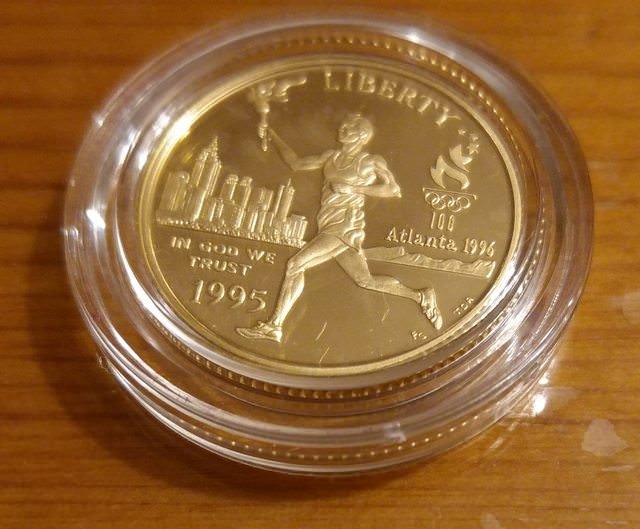 LIBERTY
100
Atlanta 1996
IN GOD WE
TRUST
1995